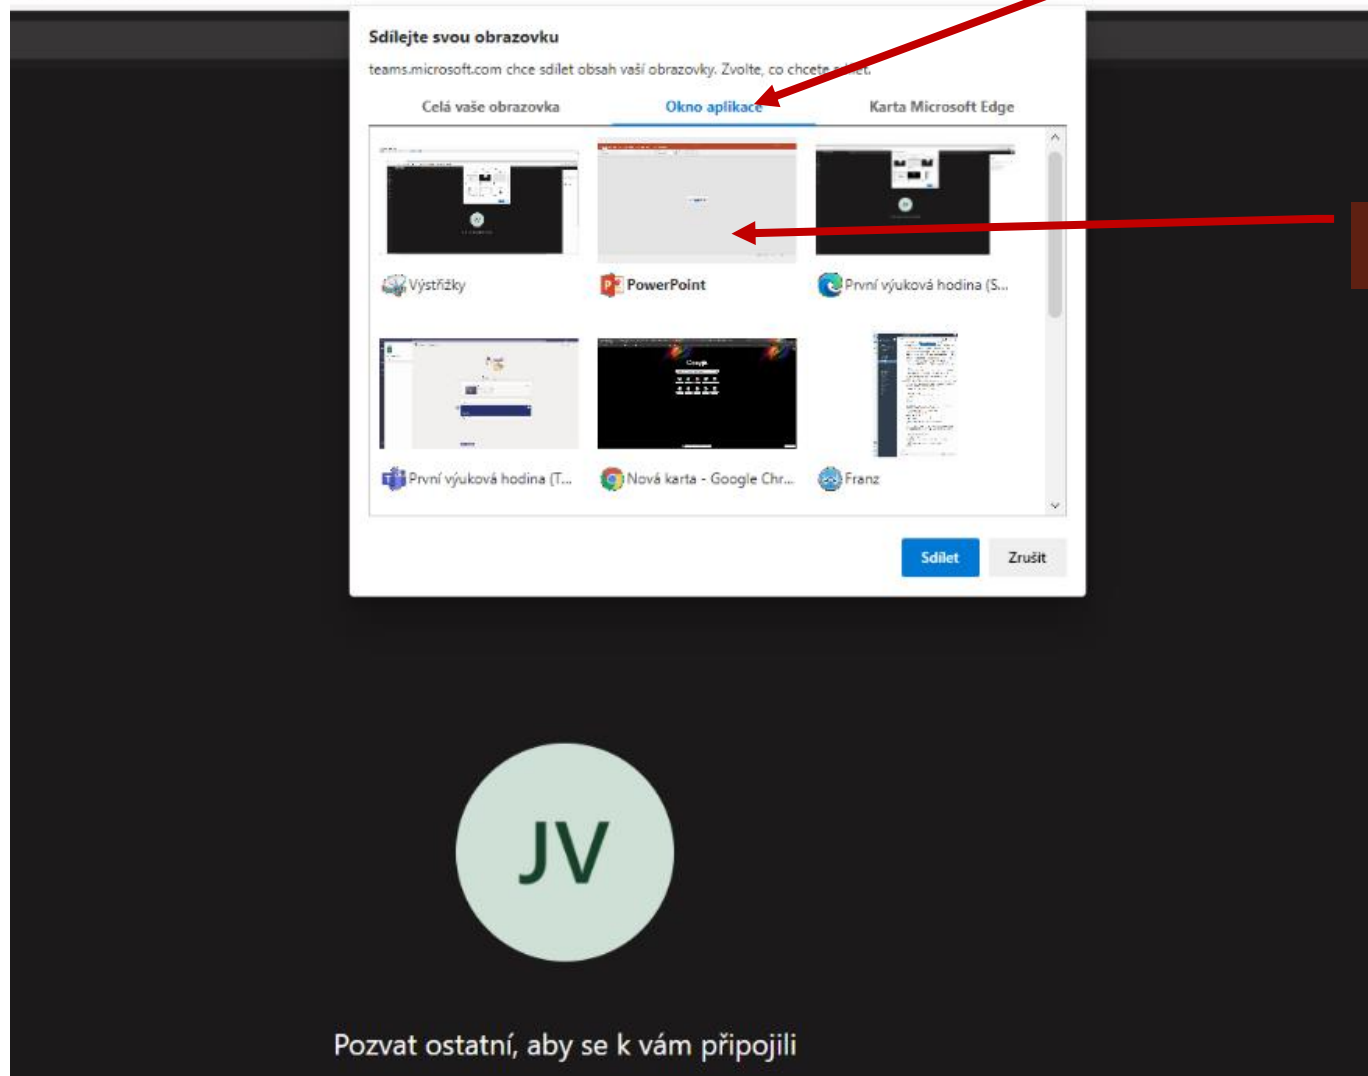 Sdílejte svou obrazovku
teams.microsoft.com chce sdílet obsah vaší obrazovky. Zvolte, co chcete sdílet.
Celá vaše obrazovka
Okno aplikace
Karta Microsoft Edge
Výstřižky
PowerPoint
První výuková hodina (S...
První výuková hodina (T...
Nová karta - Google Chr...
Franz
Sdílet
Zrušit
JV
Pozvat ostatní, aby se k vám připojili